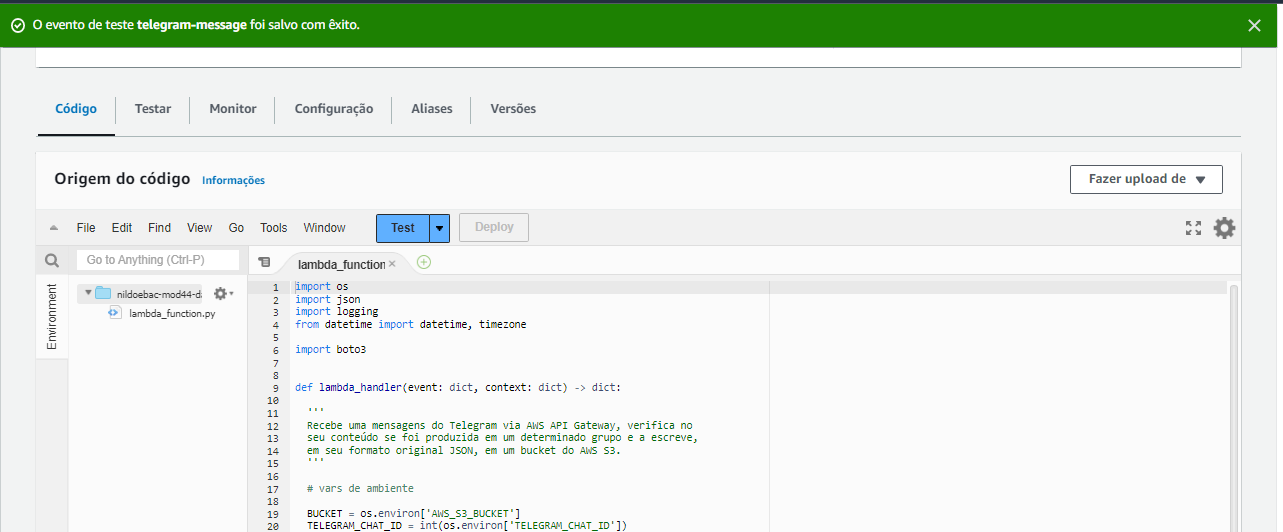 O evento de teste telegram-message foi salvo com êxito.
Código Testar Monitor Configuração Aliases Versões
Origem do código Informações
Fazer upload de
File Edit Find View Go Tools Window Test Deploy
Go to Anything (Ctrl-P)
lambda_function
Environment
nildoebac-mod44-da
lambda_function.py
1 import os
2 import json
3 import logging
4 from datetime import datetime, timezone
5
6 import boto3
7
8
9 def lambda_handler(event: dict, context: dict) -> dict:
10
11 '''
12 Recebe uma mensagens do Telegram via AWS API Gateway, verifica no
13 seu conteúdo se foi produzida em um determinado grupo e a escreve,
14 em seu formato original JSON, em um bucket do AWS S3.
15 '''
16
17 # vars de ambiente
18
19 BUCKET = os.environ['AWS_S3_BUCKET']
20 TELEGRAM_CHAT_ID = int(os.environ['TELEGRAM_CHAT_ID'])